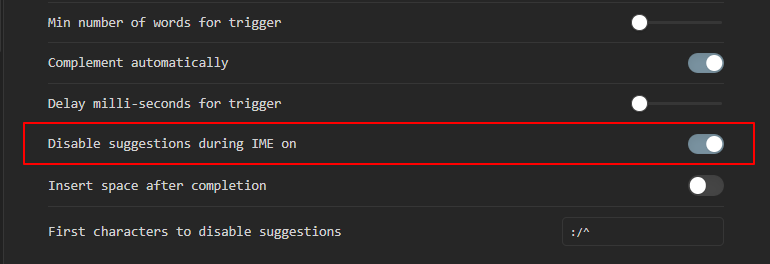 Min number of words for trigger
Complement automatically
Delay milli-seconds for trigger
Disable suggestions during IME on
Insert space after completion
First characters to disable suggestions :/^